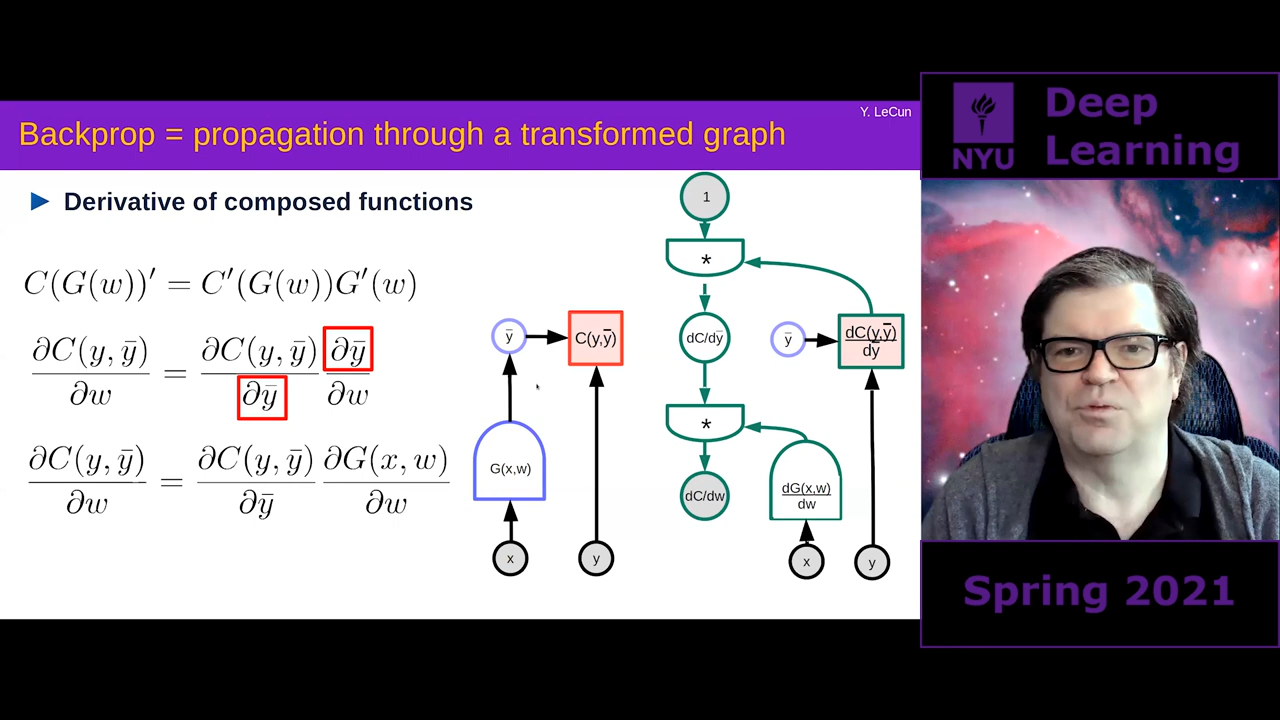 Y. LeCun
Backprop = propagation through a transformed graph
Derivative of composed functions
C(G(w))′ = C′(G(w))G′(w)
∂C(y, ȳ)/∂w = ∂C(y, ȳ)/∂ȳ ∂ȳ/∂w
∂C(y, ȳ)/∂w = ∂C(y, ȳ)/∂ȳ ∂G(x, w)/∂w
ȳ
C(y,ȳ)
G(x,w)
x
y
1
*
dC/dȳ
ȳ
dC(y,ȳ)
dȳ
*
dC/dw
dG(x,w)
dw
x
y
NYU
Deep
Learning
Spring 2021